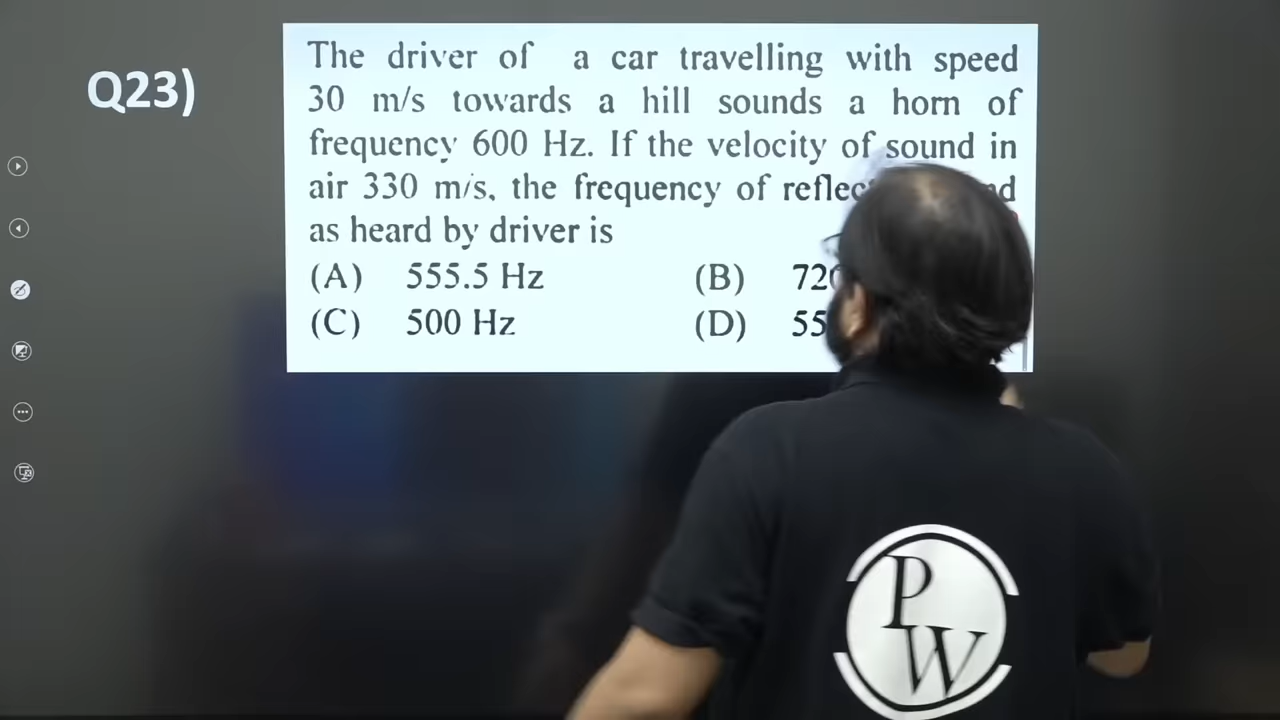 Q23)
The driver of a car travelling with speed
30 m/s towards a hill sounds a horn of
frequency 600 Hz. If the velocity of sound in
air 330 m/s, the frequency of
as heard by driver is
(A) 555.5 Hz (B)
(C) 500 Hz (D)
PW